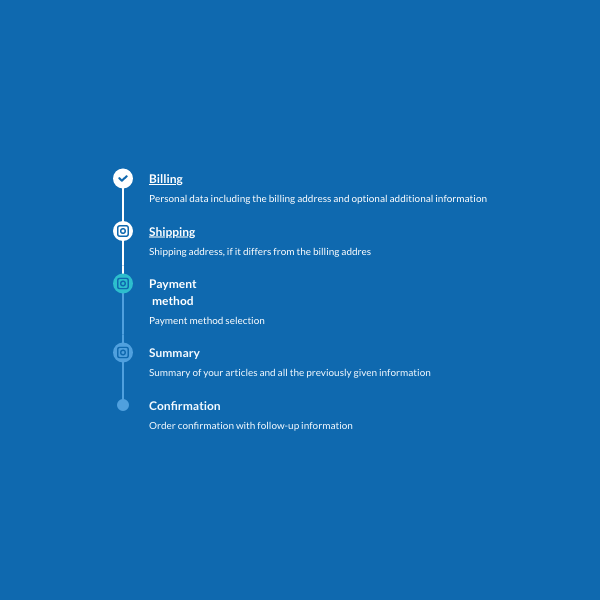 Billing
Personal data including the billing address and optional additional information
Shipping
Shipping address, if it differs from the billing addres
Payment
method
Payment method selection
Summary
Summary of your articles and all the previously given information
Confirmation
Order confirmation with follow-up information